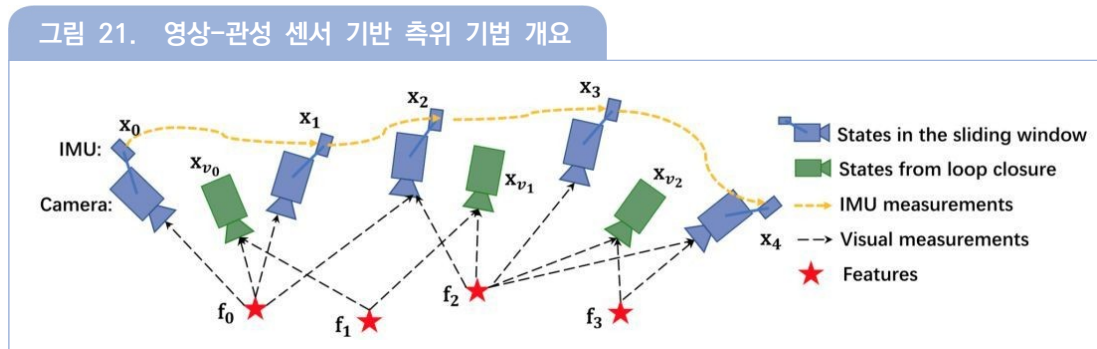 그림 21. 영상-관성 센서 기반 측위 기법 개요
x₀
x₁
x₂
x₃
IMU:
xᵥ₀
xᵥ₁
xᵥ₂
Camera:
x₄
f₀
f₁
f₂
f₃
States in the sliding window
States from loop closure
IMU measurements
Visual measurements
Features